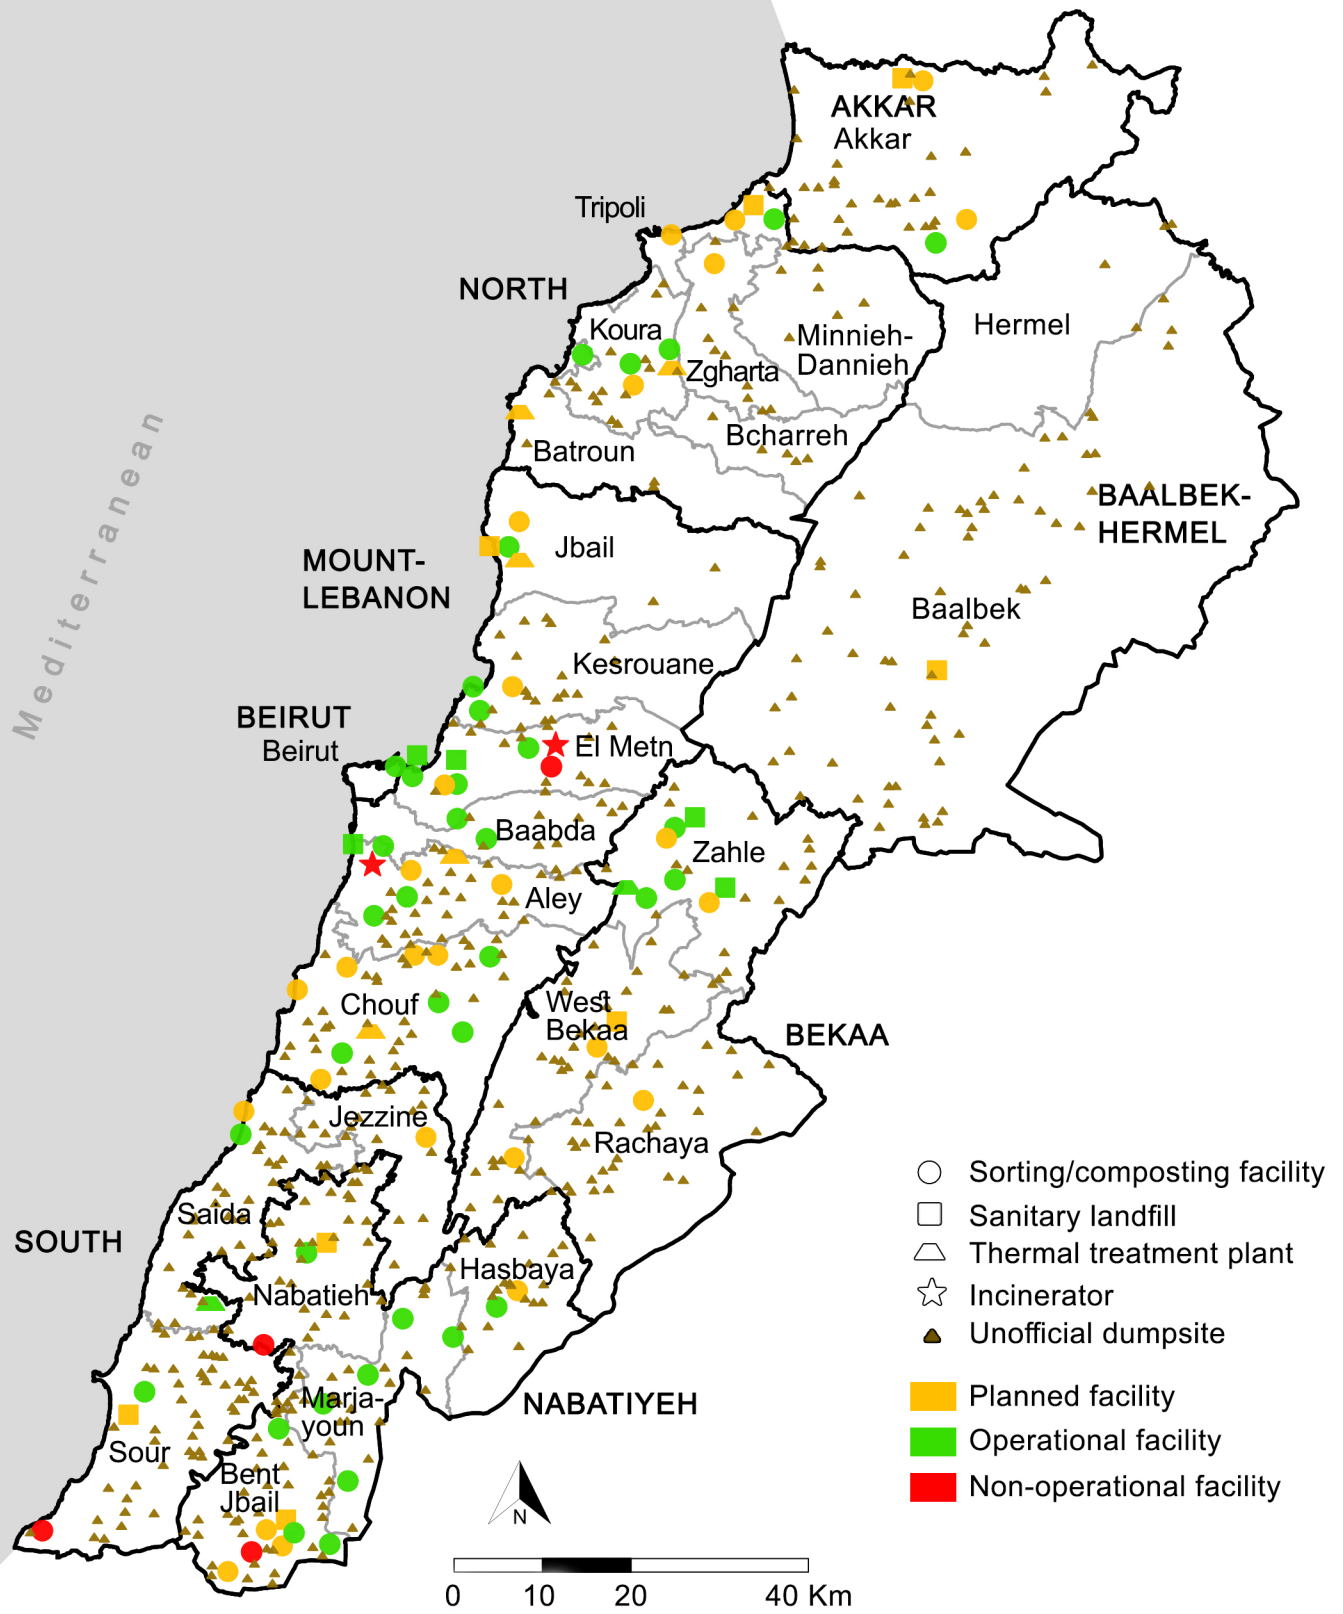 AKKAR
Akkar
Tripoli
NORTH
Koura
Minnieh-
Dannieh
Hermel
Zgharta
Bcharreh
Batroun
BAALBEK-
HERMEL
Mediterranean
MOUNT-
LEBANON
Jbail
Baalbek
Kesrouane
BEIRUT
Beirut
El Metn
Baabda
Zahle
Aley
Chouf
West
Bekaa
BEKAA
Jezzine
Rachaya
Saida
SOUTH
Hasbaya
Nabatieh
NABATIYEH
Marja-
youn
Sour
Bent
Jbail
Sorting/composting facility
Sanitary landfill
Thermal treatment plant
Incinerator
Unofficial dumpsite
Planned facility
Operational facility
Non-operational facility
N
0 10 20 40 Km